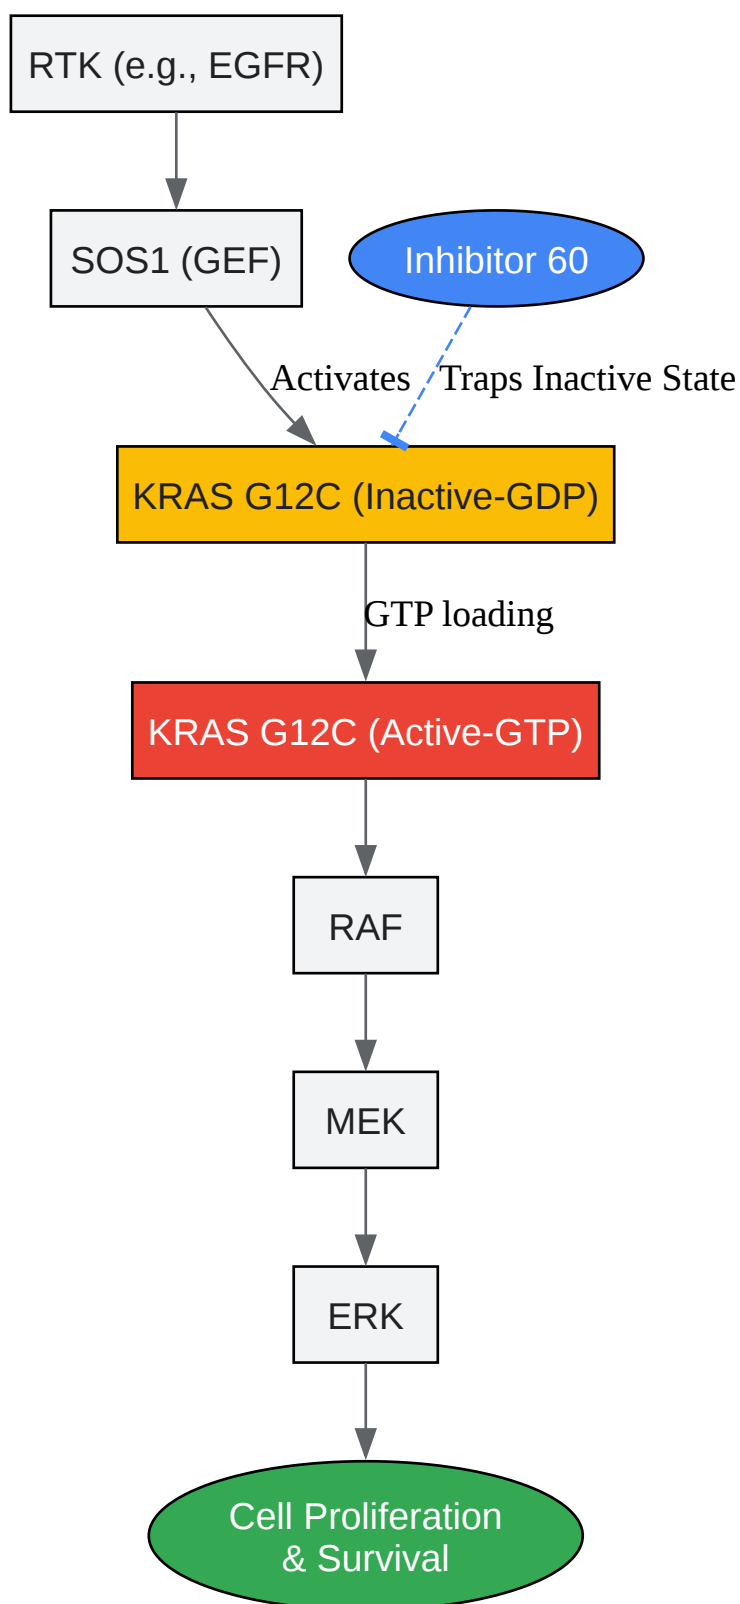 RTK (e.g., EGFR)
SOS1 (GEF)
Inhibitor 60
Activates
Traps Inactive State
KRAS G12C (Inactive-GDP)
GTP loading
KRAS G12C (Active-GTP)
RAF
MEK
ERK
Cell Proliferation
& Survival